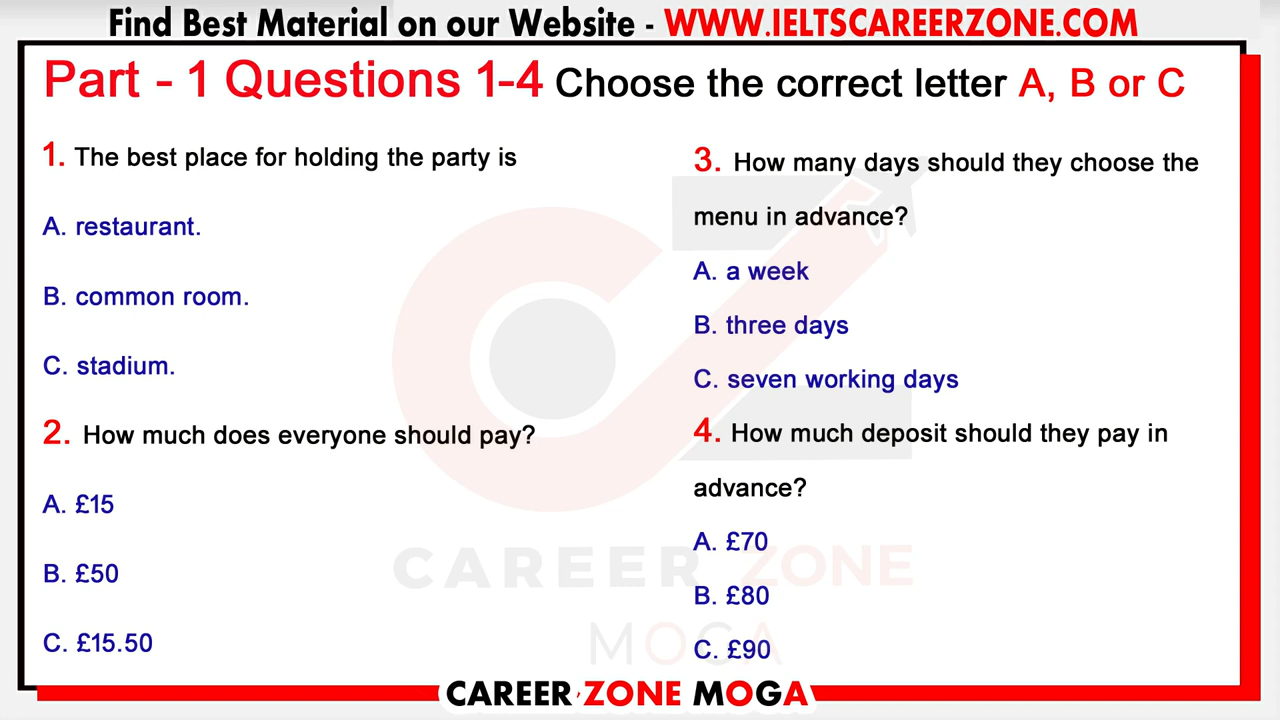 Find Best Material on our Website - WWW.IELTSCAREERZONE.COM
Part - 1 Questions 1-4 Choose the correct letter A, B or C
1. The best place for holding the party is
A. restaurant.
B. common room.
C. stadium.
2. How much does everyone should pay?
A. £15
B. £50
C. £15.50
3. How many days should they choose the
menu in advance?
A. a week
B. three days
C. seven working days
4. How much deposit should they pay in
advance?
A. £70
B. £80
C. £90
CAREER ZONE
MOGA
CAREER ZONE MOGA